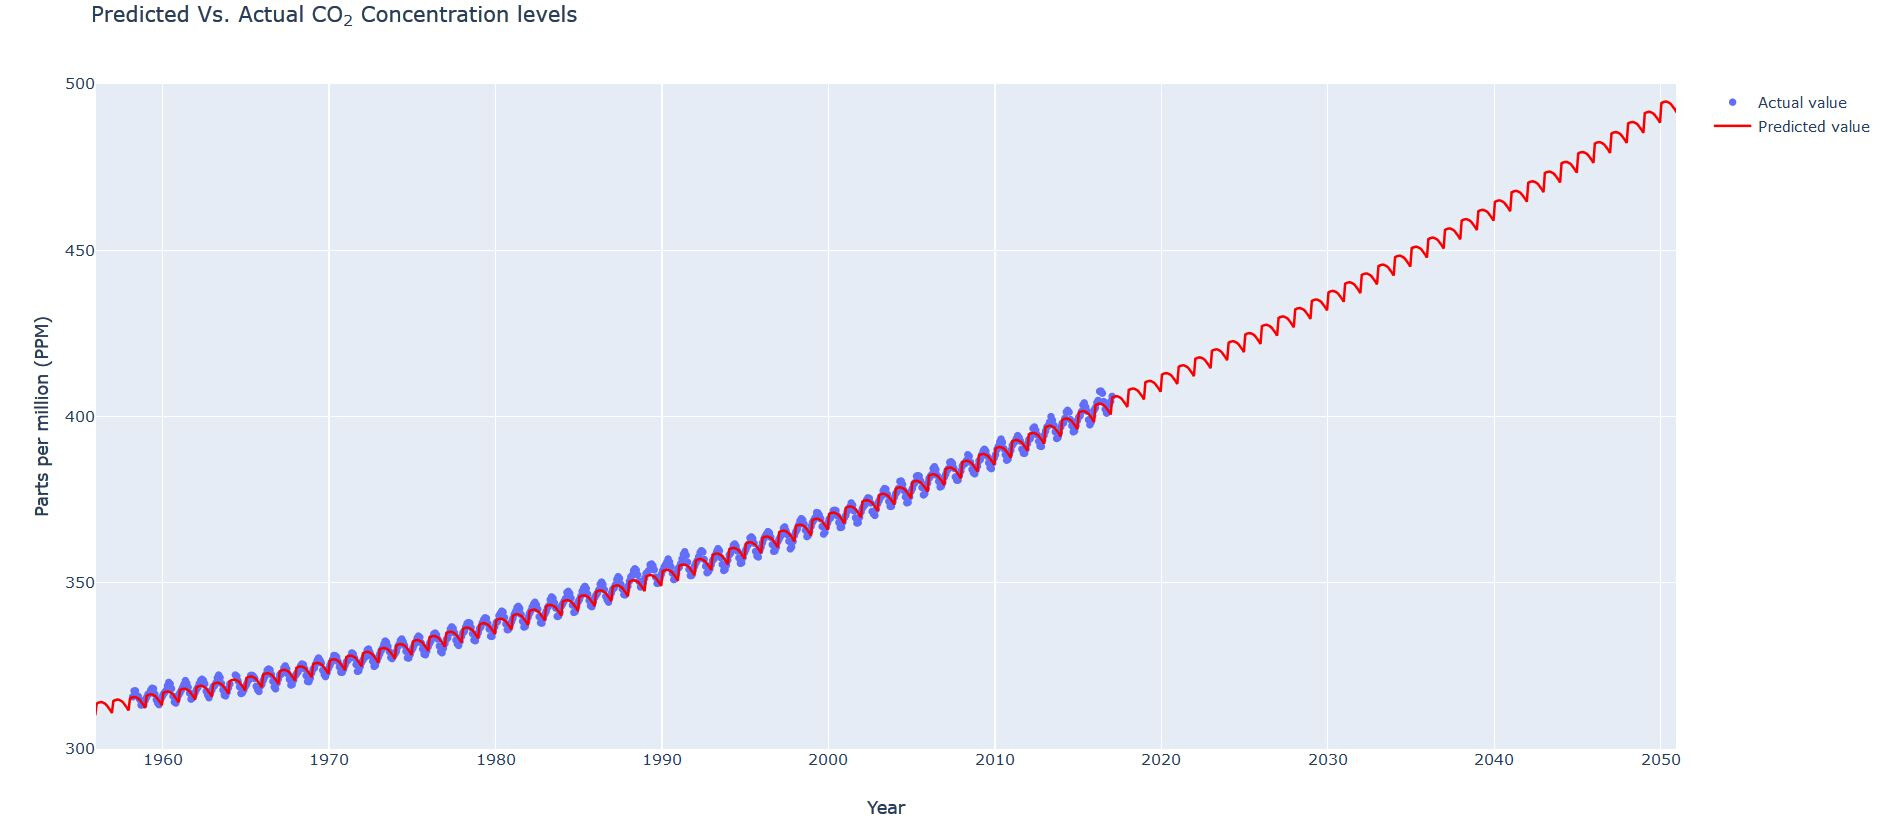 Predicted Vs. Actual CO₂ Concentration levels
500
450
400
350
300
Parts per million (PPM)
1960 1970 1980 1990 2000 2010 2020 2030 2040 2050
Year
Actual value
Predicted value